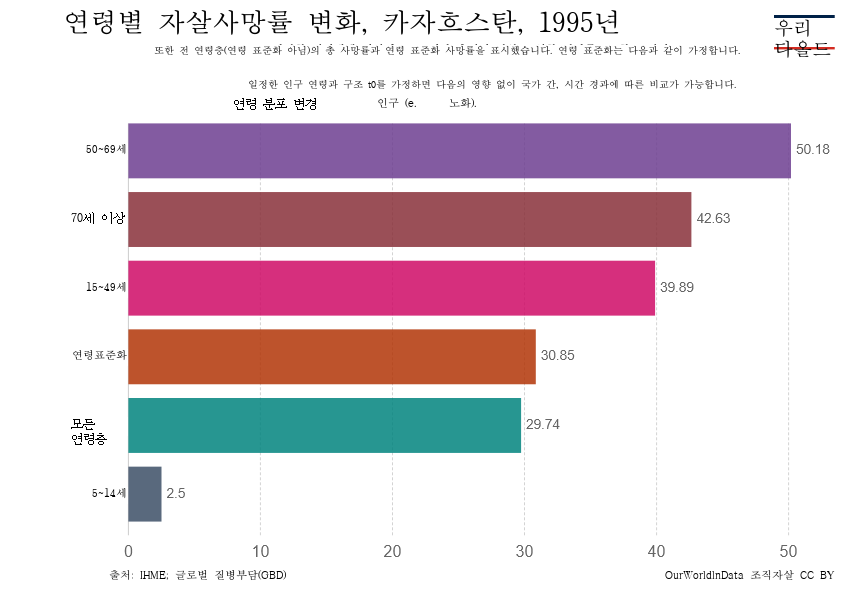 연령별 자살사망률 변화, 카자흐스탄, 1995년
우리
다올드
또한 전 연령층(연령 표준화 아님)의 총 사망률과 연령 표준화 사망률을 표시했습니다. 연령 표준화는 다음과 같이 가정합니다.
일정한 인구 연령과 구조 t0를 가정하면 다음의 영향 없이 국가 간, 시간 경과에 따른 비교가 가능합니다.
연령 분포 변경 인구 (e. 노화).
50~69세 50.18
70세 이상 42.63
15~49세 39.89
연령표준화 30.85
모든
연령층 29.74
5~14세 2.5
0 10 20 30 40 50
출처: IHME; 글로벌 질병부담(GBD)
OurWorldInData 조직자살 CC BY